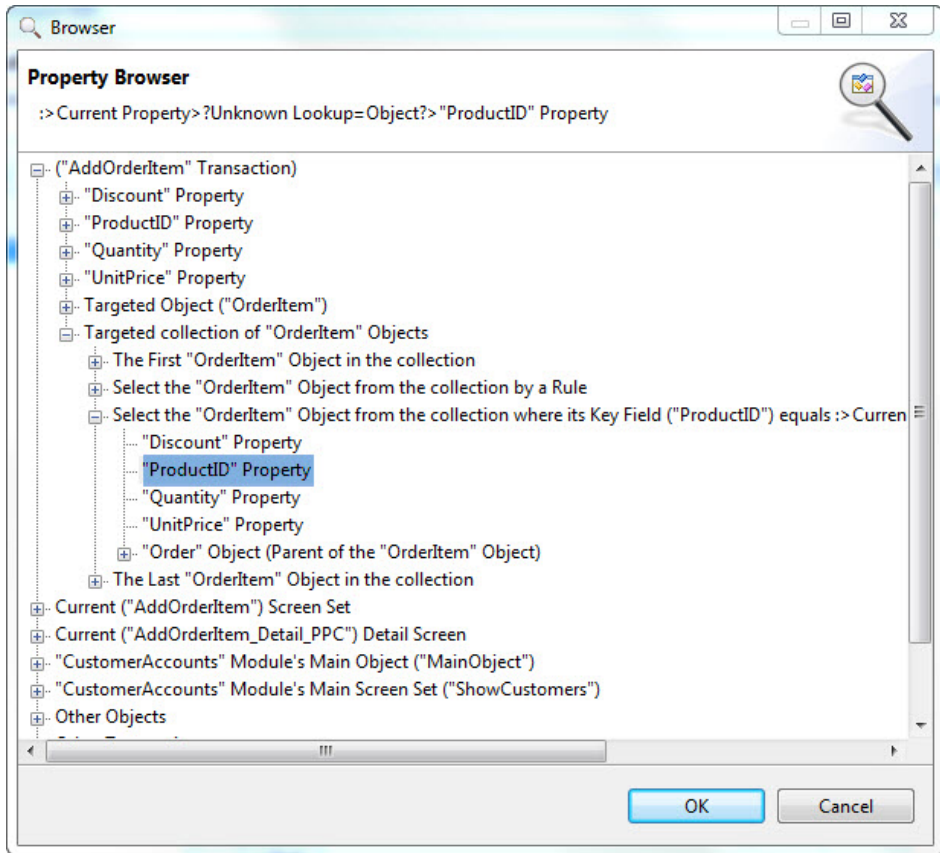 Browser
Property Browser
:>Current Property>?Unknown Lookup=Object?>"ProductID" Property
("AddOrderItem" Transaction)
"Discount" Property
"ProductID" Property
"Quantity" Property
"UnitPrice" Property
Targeted Object ("OrderItem")
Targeted collection of "OrderItem" Objects
The First "OrderItem" Object in the collection
Select the "OrderItem" Object from the collection by a Rule
Select the "OrderItem" Object from the collection where its Key Field ("ProductID") equals :>Curren
"Discount" Property
"ProductID" Property
"Quantity" Property
"UnitPrice" Property
"Order" Object (Parent of the "OrderItem" Object)
The Last "OrderItem" Object in the collection
Current ("AddOrderItem") Screen Set
Current ("AddOrderItem_Detail_PPC") Detail Screen
"CustomerAccounts" Module's Main Object ("MainObject")
"CustomerAccounts" Module's Main Screen Set ("ShowCustomers")
Other Objects
OK
Cancel